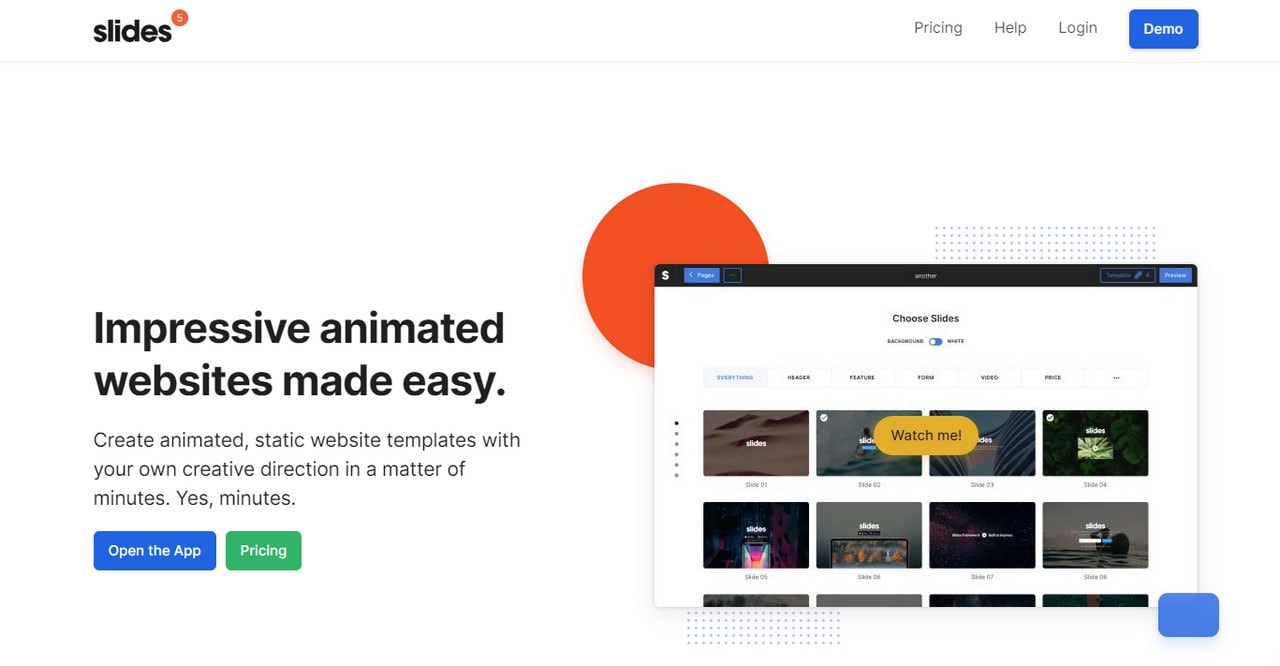 slides
5
Pricing
Help
Login
Demo
Impressive animated
websites made easy.
Create animated, static website templates with
your own creative direction in a matter of
minutes. Yes, minutes.
Open the App
Pricing
S
Pages
another
Template
4
Preview
Choose Slides
BACKGROUND
WHITE
EVERYTHING
HEADER
FEATURE
FORM
VIDEO
PRICE
slides
Watch me!
slides
Slide 01
Slide 02
Slide 03
Slide 04
slides
slides
slides
Slide 05
Slide 06
Slide 07
Slide 08